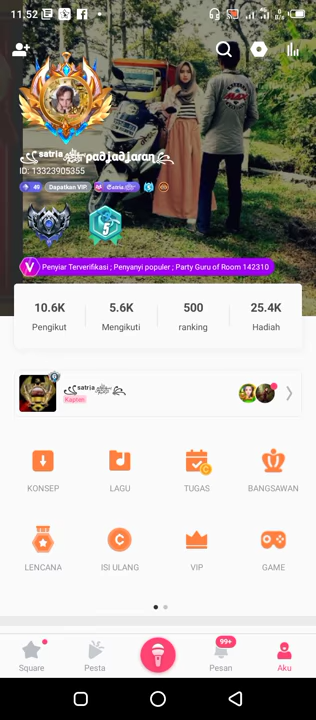 11.52
satria padjadjaran
ID: 13323905355
49 Dapatkan VIP! satria
5
V Penyiar Terverifikasi ; Penyanyi populer ; Party Guru of Room 142310
10.6K 5.6K 500 25.4K
Pengikut Mengikuti ranking Hadiah
satria
Kapten
KONSEP LAGU TUGAS BANGSAWAN
LENCANA ISI ULANG VIP GAME
99+
Square Pesta Pesan Aku